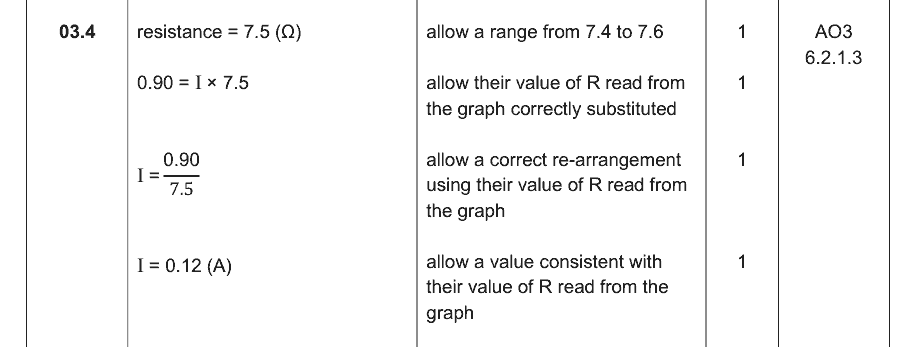 03.4 resistance = 7.5 (Ω) allow a range from 7.4 to 7.6 1 AO3
6.2.1.3
0.90 = I × 7.5 allow their value of R read from 1
the graph correctly substituted
I = 0.90/7.5 allow a correct re-arrangement 1
using their value of R read from
the graph
I = 0.12 (A) allow a value consistent with 1
their value of R read from the
graph